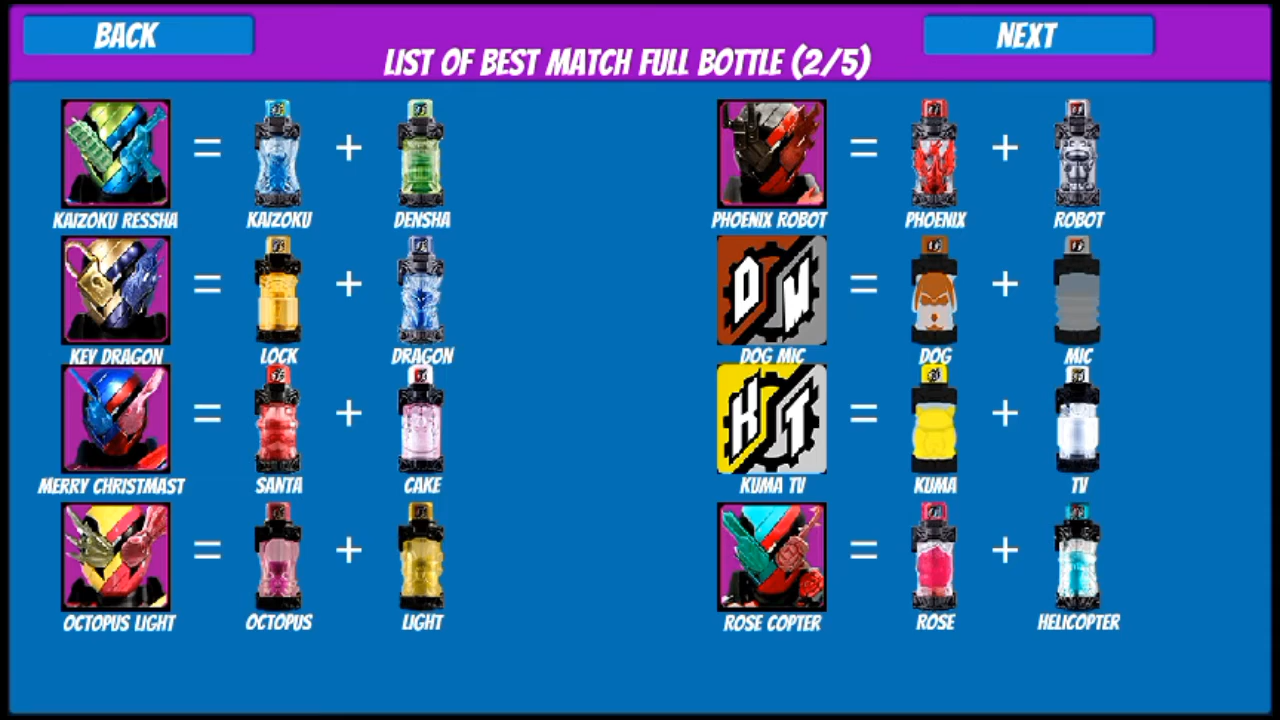 BACK
NEXT
LIST OF BEST MATCH FULL BOTTLE (2/5)
= +
= +
KAIZOKU RESSHA KAIZOKU DENSHA
PHOENIX ROBOT PHOENIX ROBOT
= +
D M = +
KEY DRAGON LOCK DRAGON
DOG MIC DOG MIC
= +
K T = +
MERRY CHRISTMAST SANTA CAKE
KUMA TV KUMA TV
= +
= +
OCTOPUS LIGHT OCTOPUS LIGHT
ROSE COPTER ROSE HELICOPTER